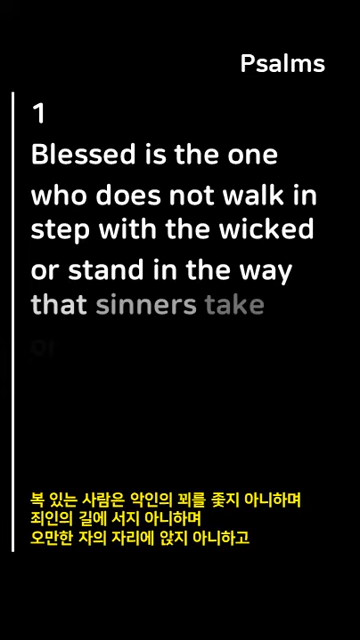 Psalms
1
Blessed is the one
who does not walk in
step with the wicked
or stand in the way
that sinners take
or
복 있는 사람은 악인의 꾀를 좇지 아니하며
죄인의 길에 서지 아니하며
오만한 자의 자리에 앉지 아니하고